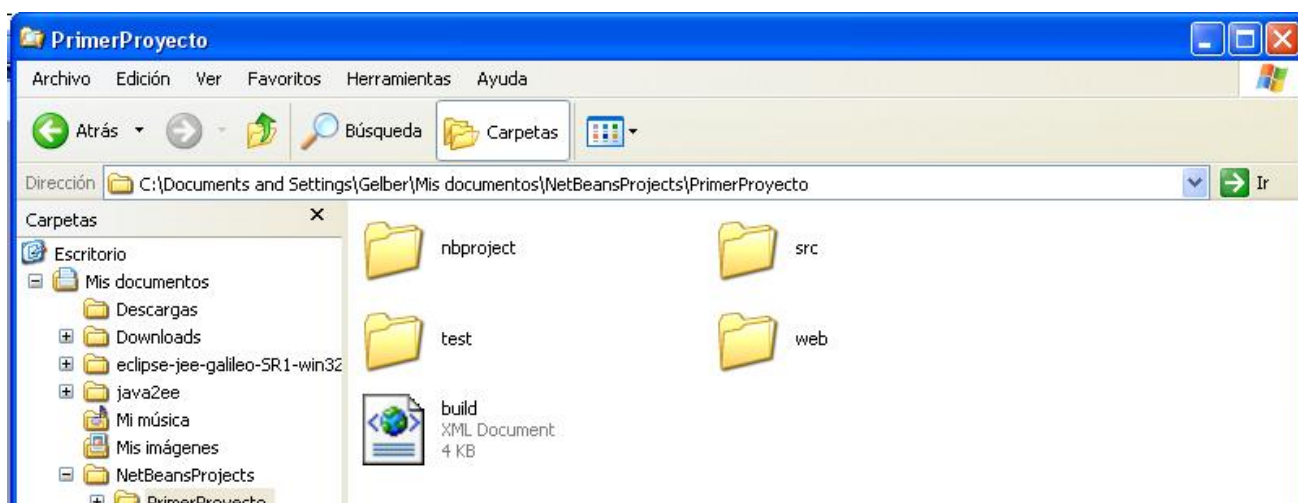 PrimerProyecto
Archivo Edición Ver Favoritos Herramientas Ayuda
Atrás Búsqueda Carpetas
Dirección C:\Documents and Settings\Gelber\Mis documentos\NetBeansProjects\PrimerProyecto Ir
Carpetas
Escritorio
Mis documentos
Descargas
Downloads
eclipse-jee-galileo-SR1-win32
java2ee
Mi música
Mis imágenes
NetBeansProjects
PrimerProyecto
nbproject
src
test
web
build
XML Document
4 KB